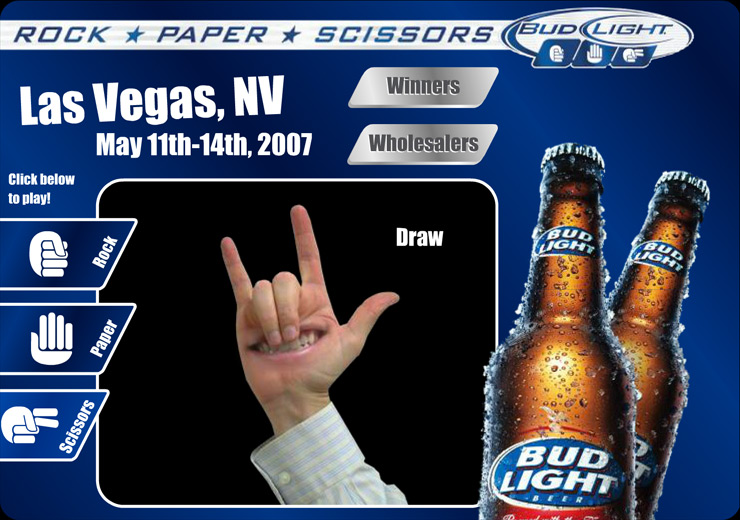 ROCK ★ PAPER ★ SCISSORS
BUD LIGHT
Las Vegas, NV
May 11th-14th, 2007
Winners
Wholesalers
Click below
to play!
Rock
Paper
Scissors
Draw
BUD
LIGHT
BUD
LIGHT
BUD
LIGHT
BEER